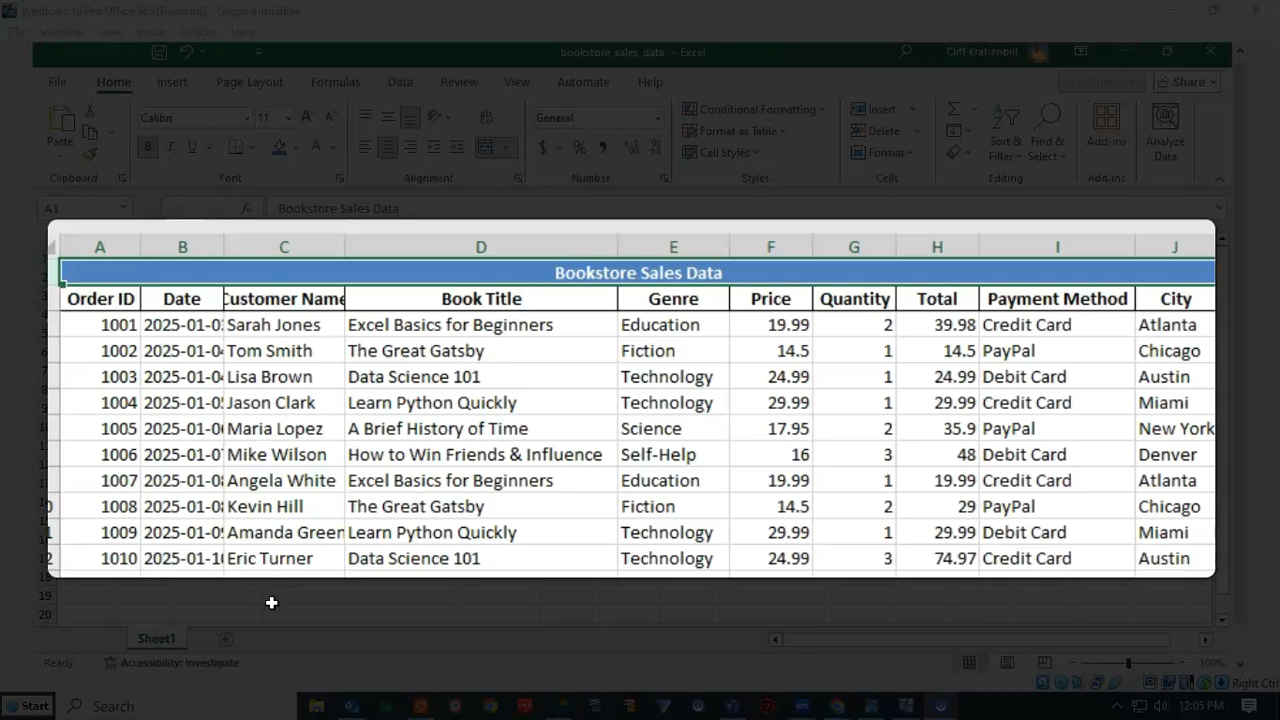 Windows 10 Pro Office 365 [Running] - Oracle VirtualBox
File Machine View Input Devices Help
bookstore_sales_data - Excel
Cliff Krahenbill
File Home Insert Page Layout Formulas Data Review View Automate Help
Share
Paste
Calibri 11
General
Conditional Formatting
Format as Table
Cell Styles
Insert
Delete
Format
Sort & Filter
Find & Select
Add-ins
Analyze Data
Clipboard Font Alignment Number Styles Cells Editing Add-ins
A1 fx Bookstore Sales Data
A B C D E F G H I J
Bookstore Sales Data
Order ID Date Customer Name Book Title Genre Price Quantity Total Payment Method City
1001 2025-01-03 Sarah Jones Excel Basics for Beginners Education 19.99 2 39.98 Credit Card Atlanta
1002 2025-01-04 Tom Smith The Great Gatsby Fiction 14.5 1 14.5 PayPal Chicago
1003 2025-01-04 Lisa Brown Data Science 101 Technology 24.99 1 24.99 Debit Card Austin
1004 2025-01-05 Jason Clark Learn Python Quickly Technology 29.99 1 29.99 Credit Card Miami
1005 2025-01-06 Maria Lopez A Brief History of Time Science 17.95 2 35.9 PayPal New York
1006 2025-01-07 Mike Wilson How to Win Friends & Influence Self-Help 16 3 48 Debit Card Denver
1007 2025-01-08 Angela White Excel Basics for Beginners Education 19.99 1 19.99 Credit Card Atlanta
1008 2025-01-08 Kevin Hill The Great Gatsby Fiction 14.5 2 29 PayPal Chicago
1009 2025-01-09 Amanda Green Learn Python Quickly Technology 29.99 1 29.99 Debit Card Miami
1010 2025-01-10 Eric Turner Data Science 101 Technology 24.99 3 74.97 Credit Card Austin
18
19
20
Sheet1
Ready Accessibility: Investigate 100%
Right Ctrl
Start Search 12:05 PM